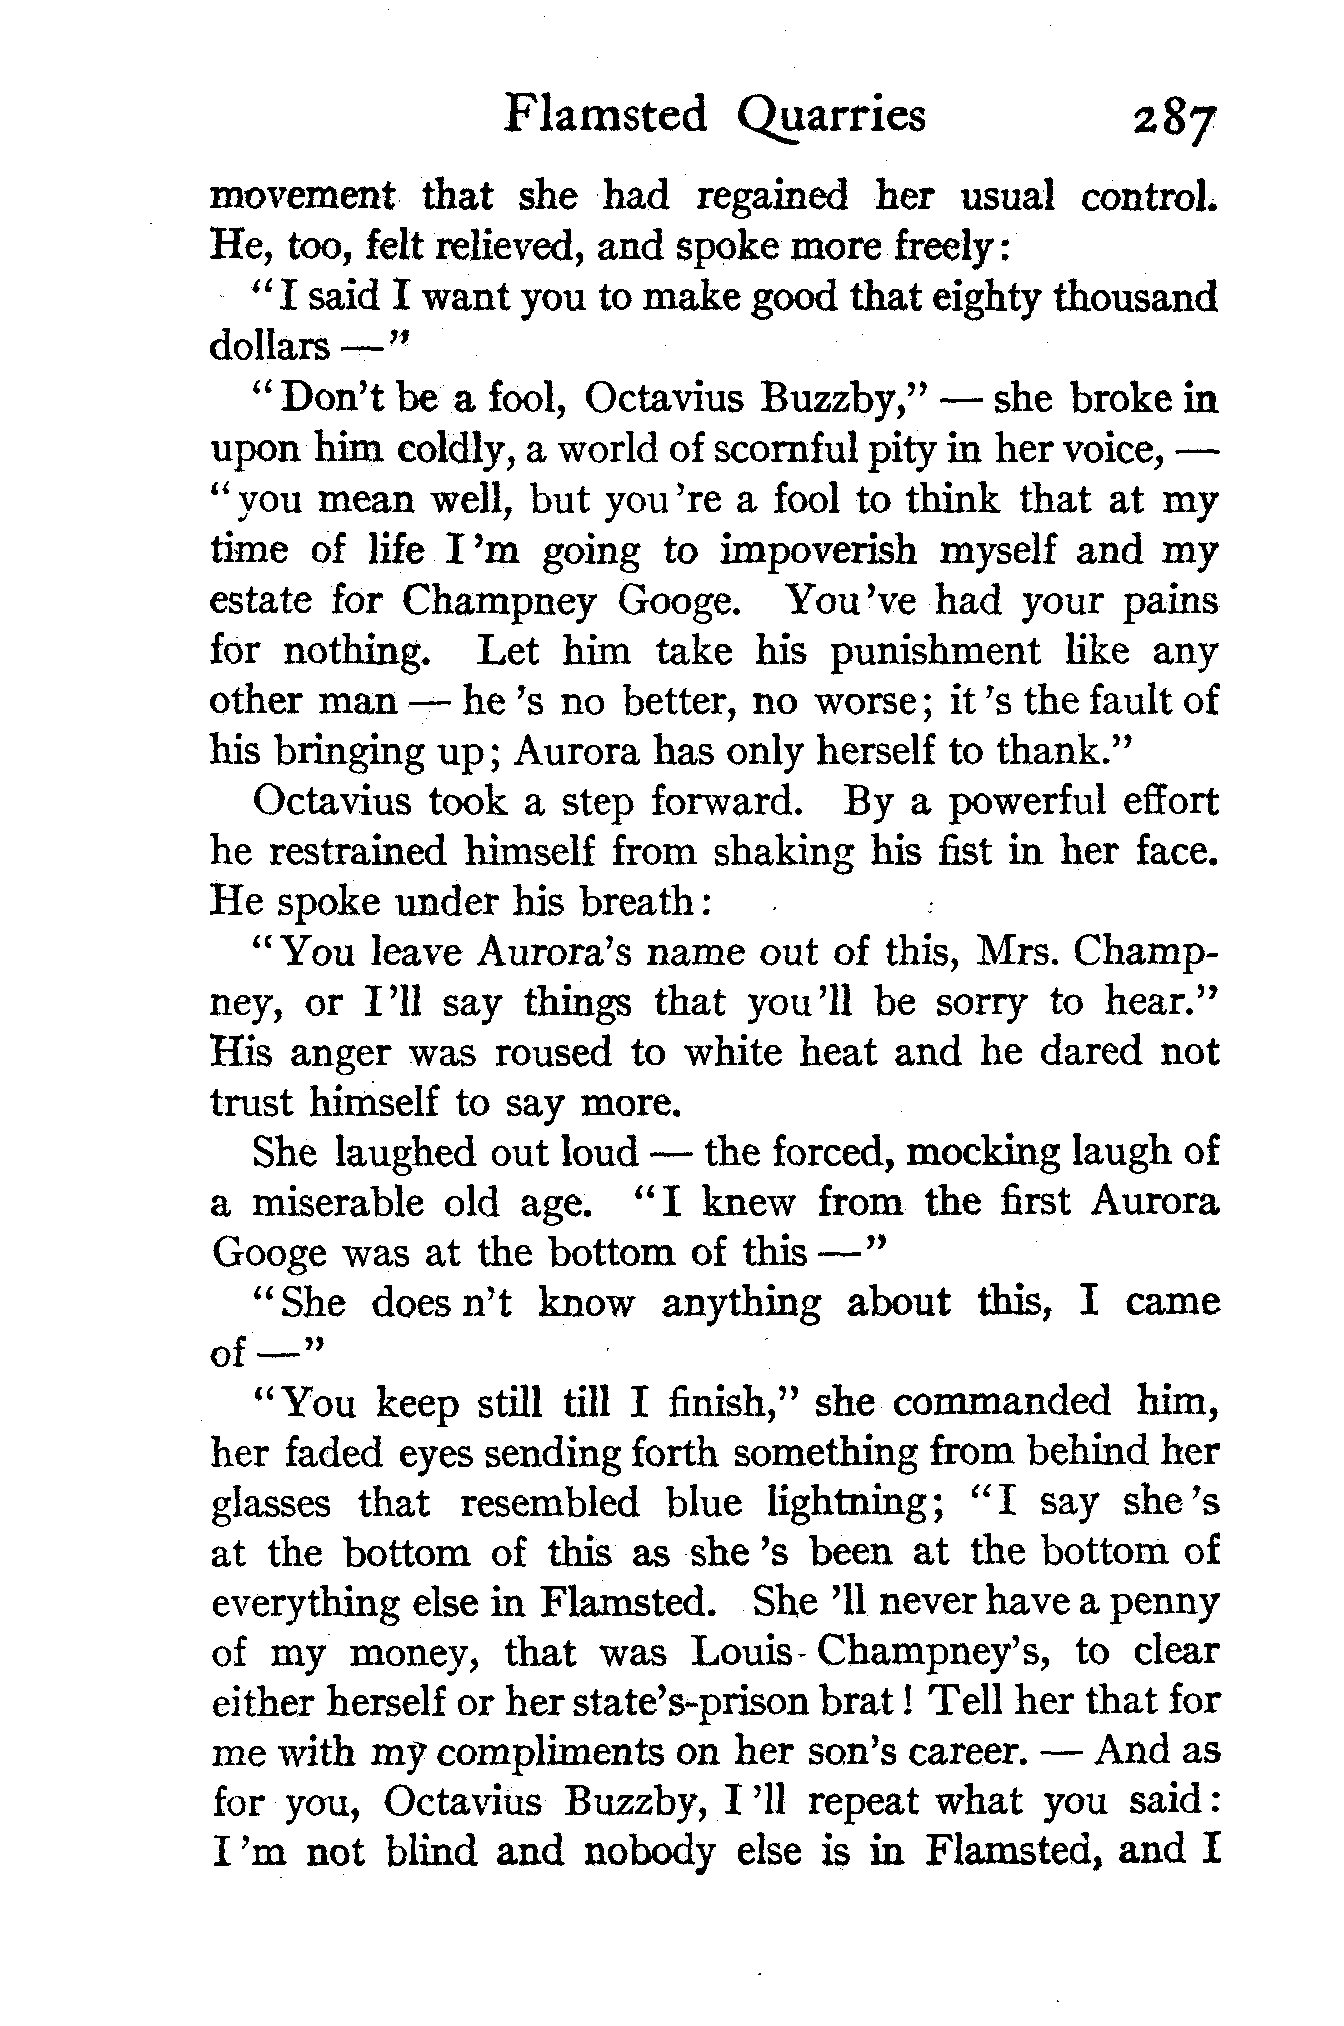 Flamsted Quarries 287
movement that she had regained her usual control.
He, too, felt relieved, and spoke more freely:
"I said I want you to make good that eighty thousand
dollars —"
"Don't be a fool, Octavius Buzzby," — she broke in
upon him coldly, a world of scornful pity in her voice, —
"you mean well, but you 're a fool to think that at my
time of life I 'm going to impoverish myself and my
estate for Champney Googe. You 've had your pains
for nothing. Let him take his punishment like any
other man — he 's no better, no worse; it 's the fault of
his bringing up; Aurora has only herself to thank."
Octavius took a step forward. By a powerful effort
he restrained himself from shaking his fist in her face.
He spoke under his breath:
"You leave Aurora's name out of this, Mrs. Champ-
ney, or I 'll say things that you 'll be sorry to hear."
His anger was roused to white heat and he dared not
trust himself to say more.
She laughed out loud — the forced, mocking laugh of
a miserable old age. "I knew from the first Aurora
Googe was at the bottom of this —"
"She does n't know anything about this, I came
of —"
"You keep still till I finish," she commanded him,
her faded eyes sending forth something from behind her
glasses that resembled blue lightning; "I say she 's
at the bottom of this as she 's been at the bottom of
everything else in Flamsted. She 'll never have a penny
of my money, that was Louis Champney's, to clear
either herself or her state's-prison brat! Tell her that for
me with my compliments on her son's career. — And as
for you, Octavius Buzzby, I 'll repeat what you said:
I 'm not blind and nobody else is in Flamsted, and I